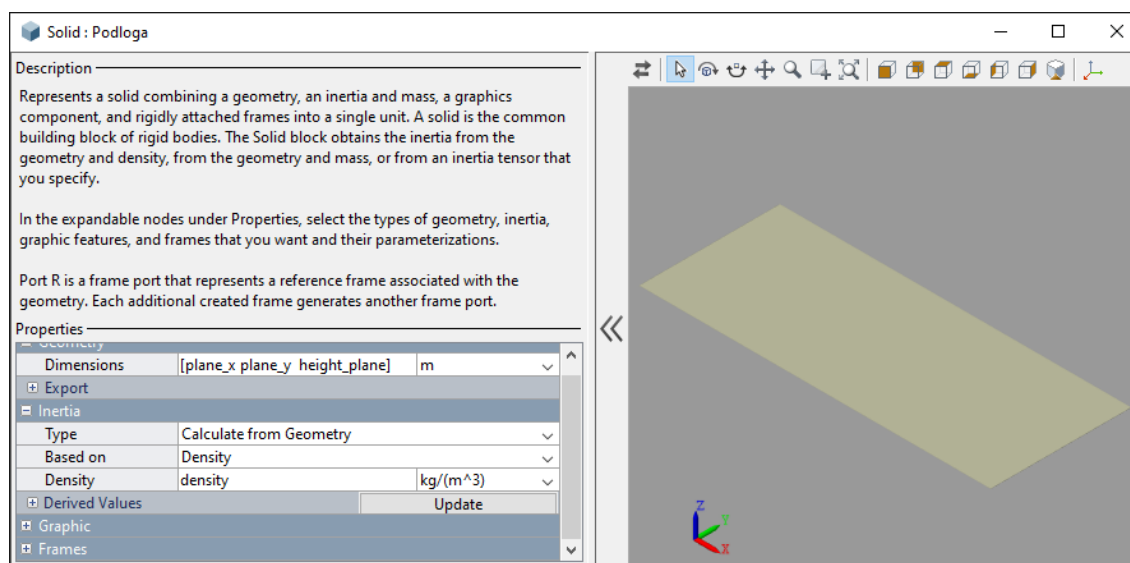 Solid : Podloga
Description
Represents a solid combining a geometry, an inertia and mass, a graphics
component, and rigidly attached frames into a single unit. A solid is the common
building block of rigid bodies. The Solid block obtains the inertia from the
geometry and density, from the geometry and mass, or from an inertia tensor that
you specify.
In the expandable nodes under Properties, select the types of geometry, inertia,
graphic features, and frames that you want and their parameterizations.
Port R is a frame port that represents a reference frame associated with the
geometry. Each additional created frame generates another frame port.
Properties
Geometry
Dimensions [plane_x plane_y height_plane] m
Export
Inertia
Type Calculate from Geometry
Based on Density
Density density kg/(m^3)
Derived Values Update
Graphic
Frames
Z
Y
X